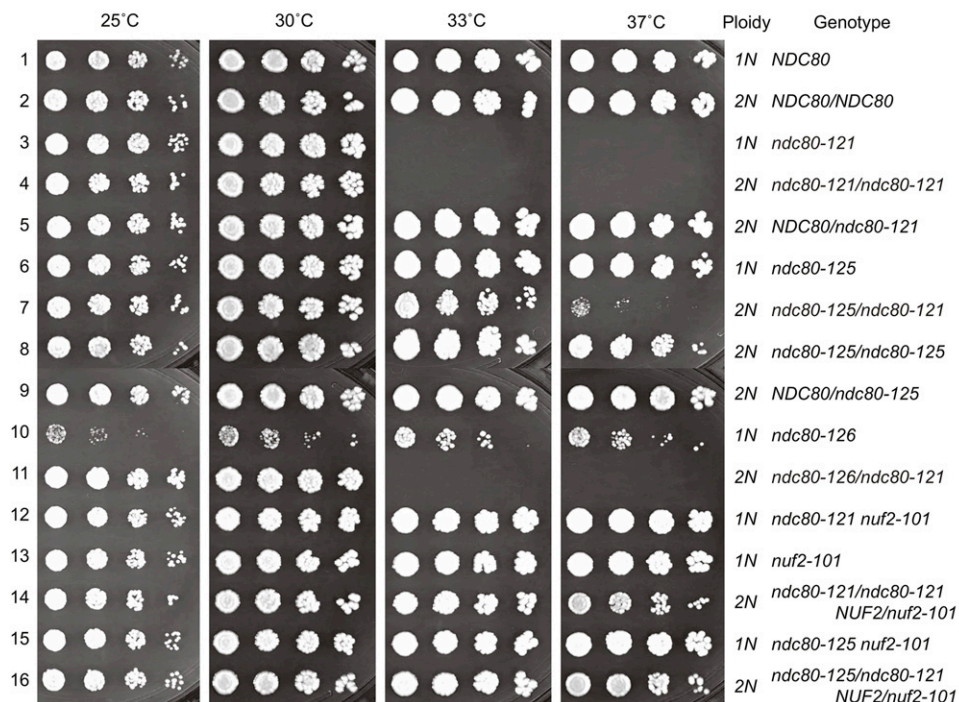 25˚C 30˚C 33˚C 37˚C Ploidy Genotype
1 1N NDC80
2 2N NDC80/NDC80
3 1N ndc80-121
4 2N ndc80-121/ndc80-121
5 2N NDC80/ndc80-121
6 1N ndc80-125
7 2N ndc80-125/ndc80-121
8 2N ndc80-125/ndc80-125
9 2N NDC80/ndc80-125
10 1N ndc80-126
11 2N ndc80-126/ndc80-121
12 1N ndc80-121 nuf2-101
13 1N nuf2-101
14 2N ndc80-121/ndc80-121
NUF2/nuf2-101
15 1N ndc80-125 nuf2-101
16 2N ndc80-125/ndc80-121
NUF2/nuf2-101